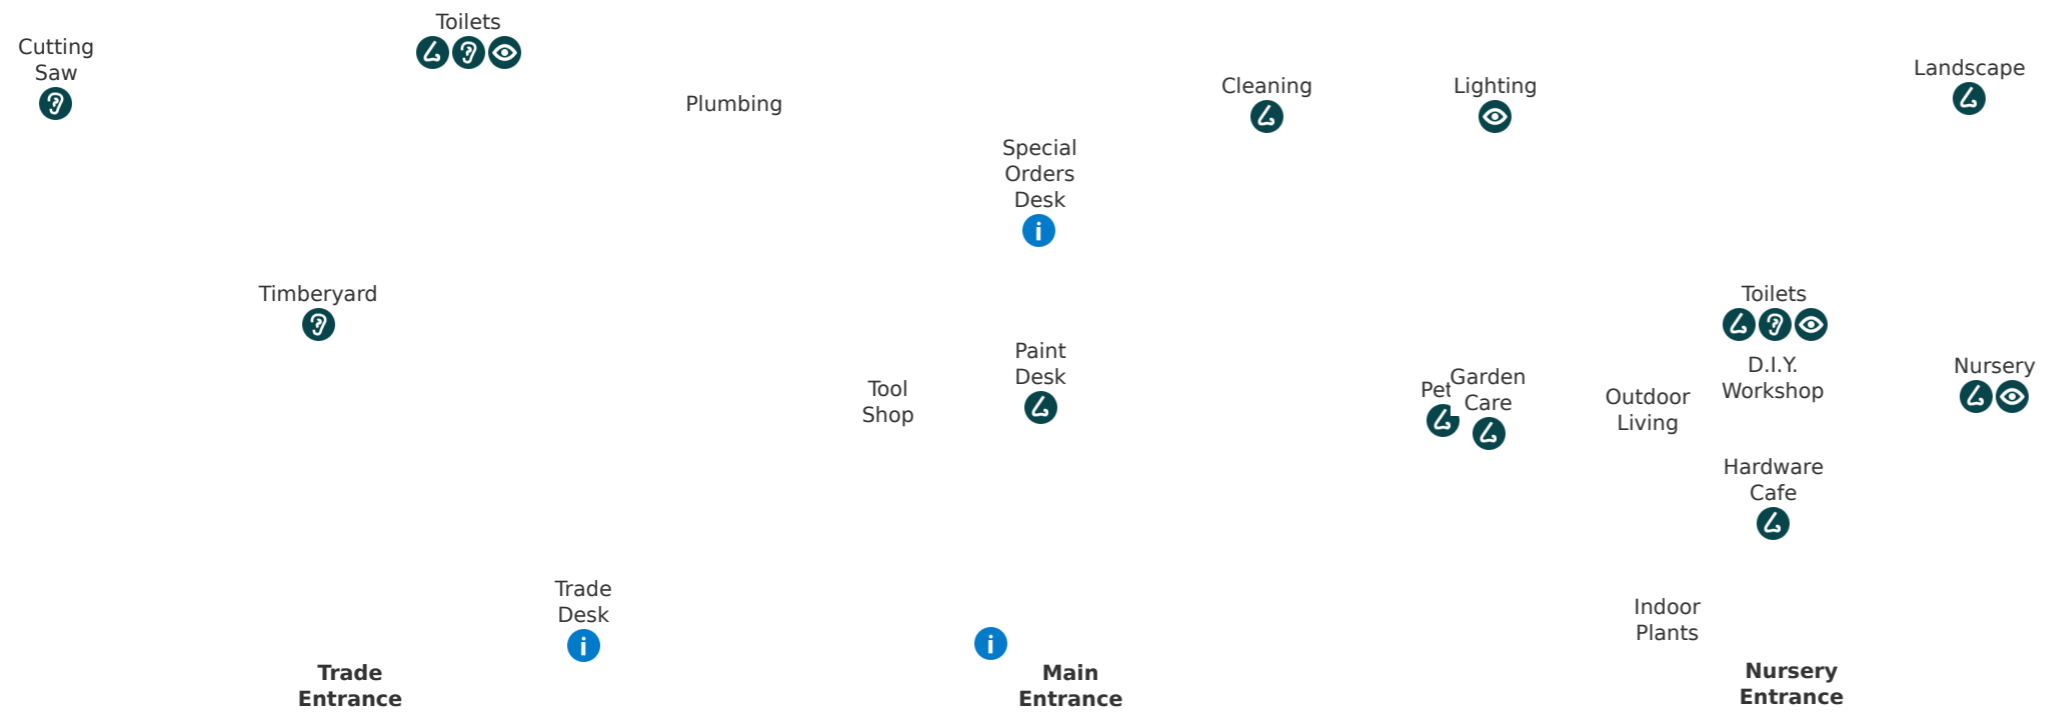 Toilets
Cutting
Saw
Plumbing
Cleaning
Lighting
Landscape
Special
Orders
Desk
i
Timberyard
Toilets
Tool
Shop
Paint
Desk
Pet
Garden
Care
Outdoor
Living
D.I.Y.
Workshop
Nursery
Hardware
Cafe
Trade
Desk
i
i
Indoor
Plants
Trade
Entrance
Main
Entrance
Nursery
Entrance